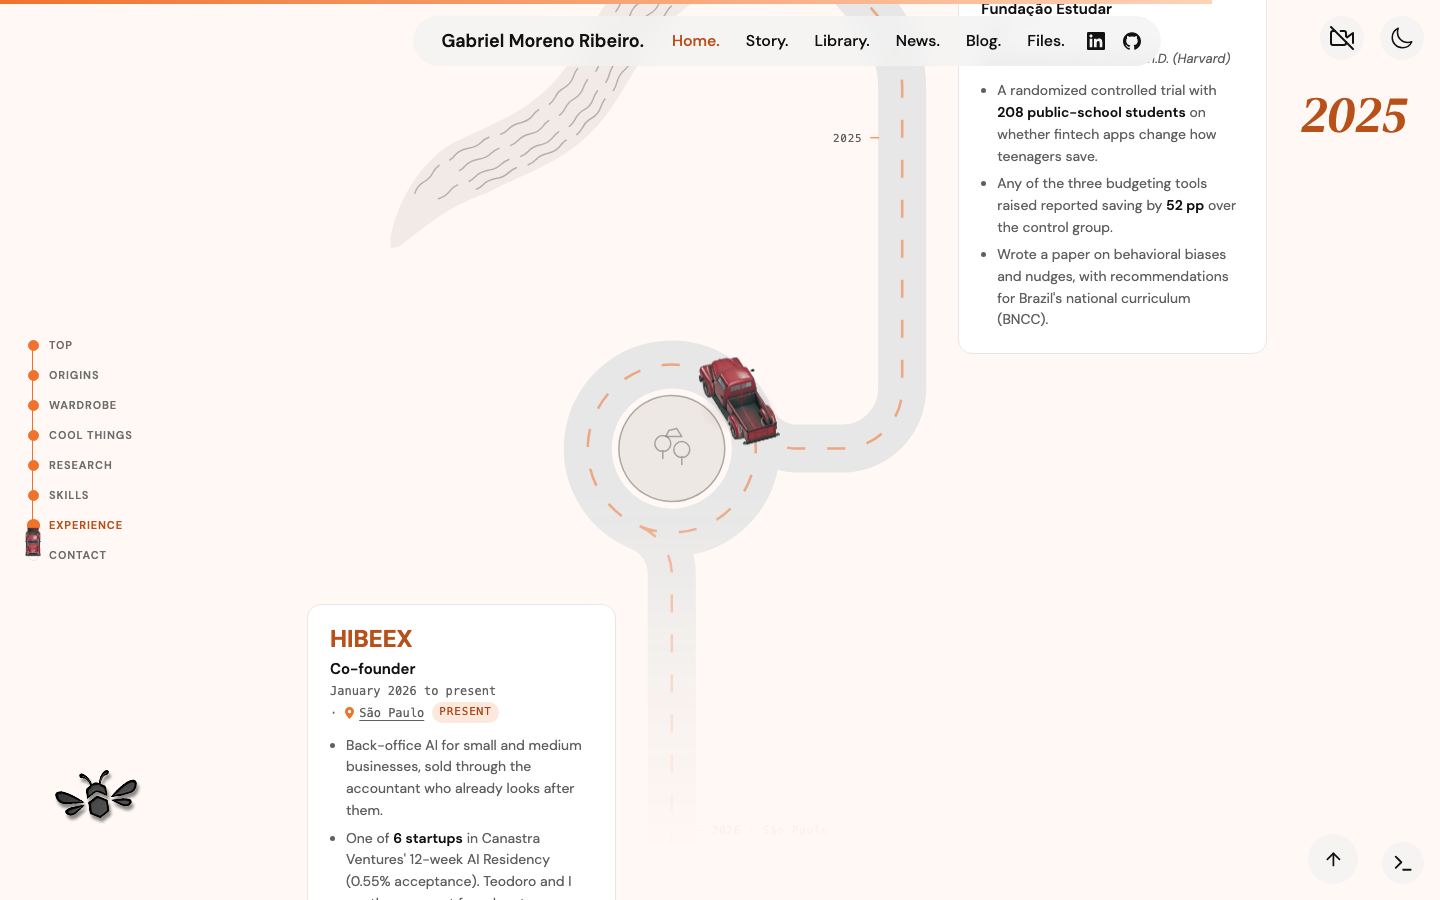 Fundação Estudar
Gabriel Moreno Ribeiro. Home. Story. Library. News. Blog. Files.
.D. (Harvard)
A randomized controlled trial with
208 public-school students on
whether fintech apps change how
teenagers save.
Any of the three budgeting tools
raised reported saving by 52 pp over
the control group.
Wrote a paper on behavioral biases
and nudges, with recommendations
for Brazil's national curriculum
(BNCC).
2025
2025
TOP
ORIGINS
WARDROBE
COOL THINGS
RESEARCH
SKILLS
EXPERIENCE
CONTACT
HIBEEX
Co-founder
January 2026 to present
· São Paulo PRESENT
Back-office AI for small and medium
businesses, sold through the
accountant who already looks after
them.
One of 6 startups in Canastra
Ventures' 12-week AI Residency
(0.55% acceptance). Teodoro and I
2026 São Paulo